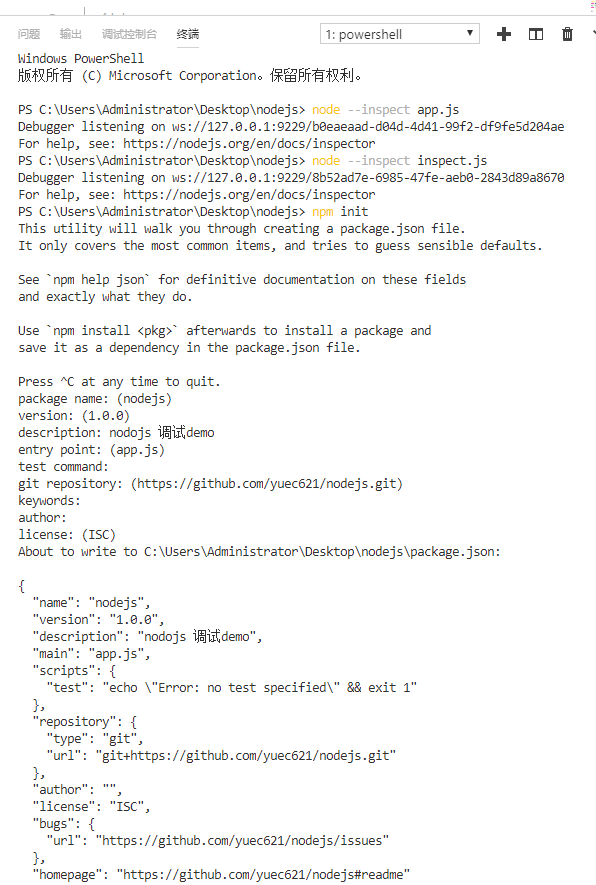 问题 输出 调试控制台 终端 1: powershell
Windows PowerShell
版权所有 (C) Microsoft Corporation。保留所有权利。
PS C:\Users\Administrator\Desktop\nodejs> node --inspect app.js
Debugger listening on ws://127.0.0.1:9229/b0eaeaad-d04d-4d41-99f2-df9fe5d204ae
For help, see: https://nodejs.org/en/docs/inspector
PS C:\Users\Administrator\Desktop\nodejs> node --inspect inspect.js
Debugger listening on ws://127.0.0.1:9229/8b52ad7e-6985-47fe-aeb0-2843d89a8670
For help, see: https://nodejs.org/en/docs/inspector
PS C:\Users\Administrator\Desktop\nodejs> npm init
This utility will walk you through creating a package.json file.
It only covers the most common items, and tries to guess sensible defaults.
See `npm help json` for definitive documentation on these fields
and exactly what they do.
Use `npm install <pkg>` afterwards to install a package and
save it as a dependency in the package.json file.
Press ^C at any time to quit.
package name: (nodejs)
version: (1.0.0)
description: nodojs 调试demo
entry point: (app.js)
test command:
git repository: (https://github.com/yuec621/nodejs.git)
keywords:
author:
license: (ISC)
About to write to C:\Users\Administrator\Desktop\nodejs\package.json:
{
"name": "nodejs",
"version": "1.0.0",
"description": "nodojs 调试demo",
"main": "app.js",
"scripts": {
"test": "echo \"Error: no test specified\" && exit 1"
},
"repository": {
"type": "git",
"url": "git+https://github.com/yuec621/nodejs.git"
},
"author": "",
"license": "ISC",
"bugs": {
"url": "https://github.com/yuec621/nodejs/issues"
},
"homepage": "https://github.com/yuec621/nodejs#readme"